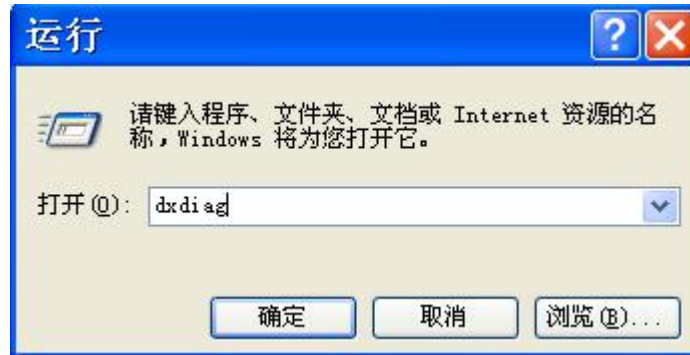 运行
请键入程序、文件夹、文档或 Internet 资源的名
称，Windows 将为您打开它。
打开(O): dxdiag
确定 取消 浏览(B)...